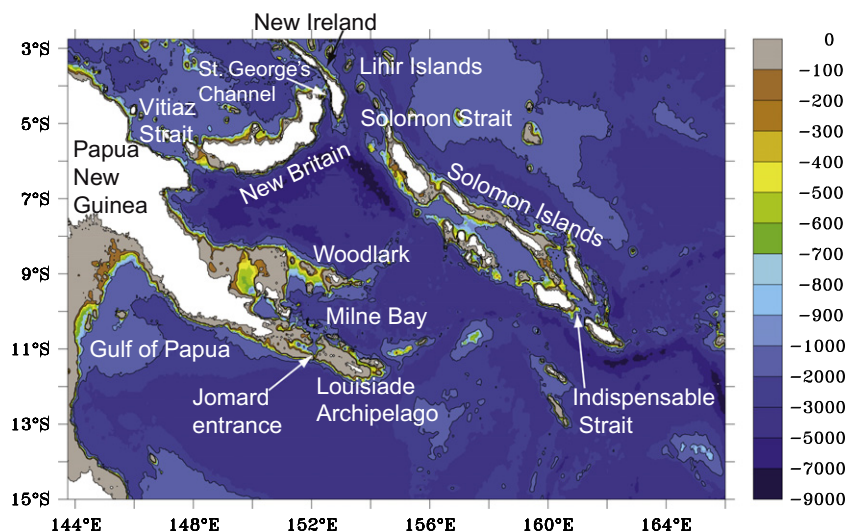 New Ireland
3°S
5°S
7°S
9°S
11°S
13°S
15°S
St. George's
Channel
Lihir Islands
Vitiaz
Strait
Solomon Strait
Papua
New
Guinea
New Britain
Solomon Islands
Woodlark
Milne Bay
Gulf of Papua
Jomard
entrance
Louisiade
Archipelago
Indispensable
Strait
144°E
148°E
152°E
156°E
160°E
164°E
0
-100
-200
-300
-400
-500
-600
-700
-800
-900
-1000
-2000
-3000
-4000
-5000
-7000
-9000